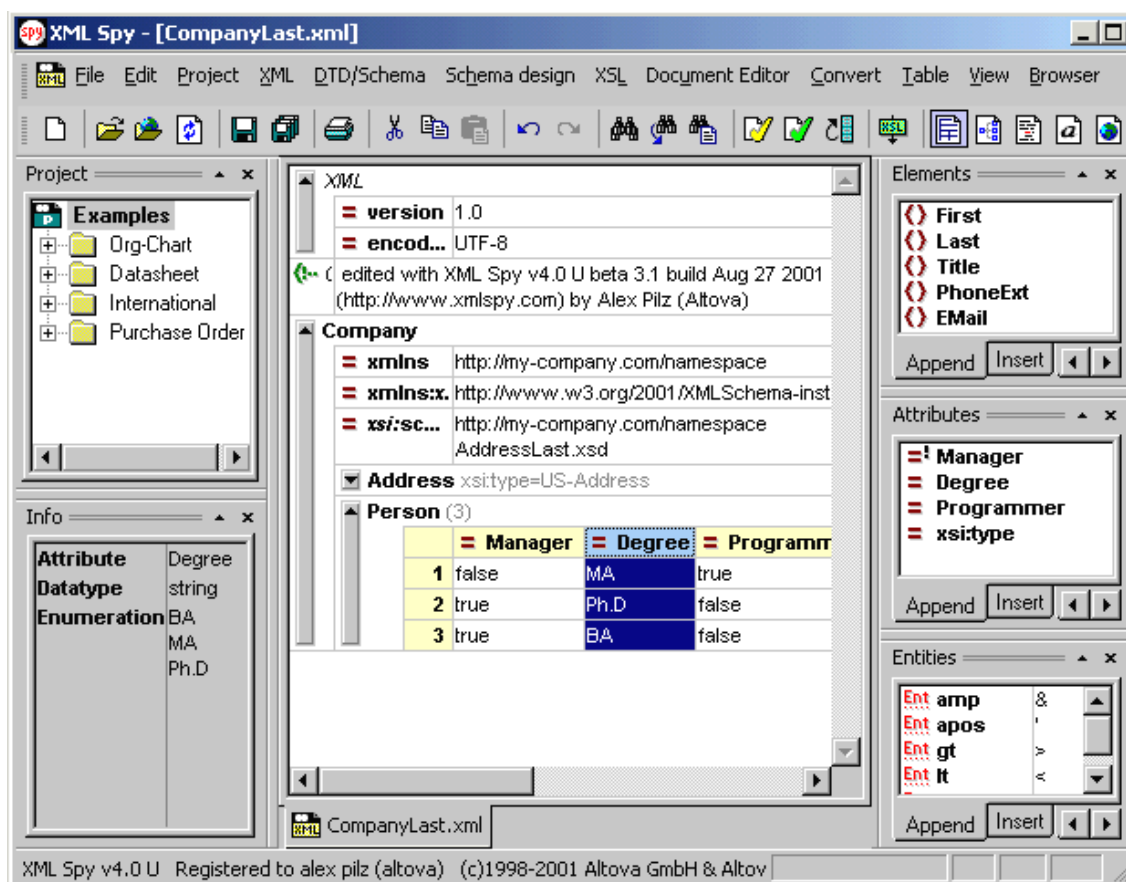 XML Spy - [CompanyLast.xml]
File Edit Project XML DTD/Schema Schema design XSL Document Editor Convert Table View Browser
Project
Examples
Org-Chart
Datasheet
International
Purchase Order
Info
Attribute Degree
Datatype string
Enumeration BA
MA
Ph.D
XML
= version 1.0
= encod... UTF-8
edited with XML Spy v4.0 U beta 3.1 build Aug 27 2001
(http://www.xmlspy.com) by Alex Pilz (Altova)
Company
= xmlns http://my-company.com/namespace
= xmlns:x. http://www.w3.org/2001/XMLSchema-inst
= xsi:sc... http://my-company.com/namespace
AddressLast.xsd
Address xsi:type=US-Address
Person (3)
= Manager = Degree = Programm
1 false MA true
2 true Ph.D false
3 true BA false
CompanyLast.xml
Elements
<> First
<> Last
<> Title
<> PhoneExt
<> EMail
Append Insert
Attributes
=! Manager
= Degree
= Programmer
= xsi:type
Append Insert
Entities
Ent amp &
Ent apos '
Ent gt >
Ent lt <
Append Insert
XML Spy v4.0 U Registered to alex pilz (altova) (c)1998-2001 Altova GmbH & Altov